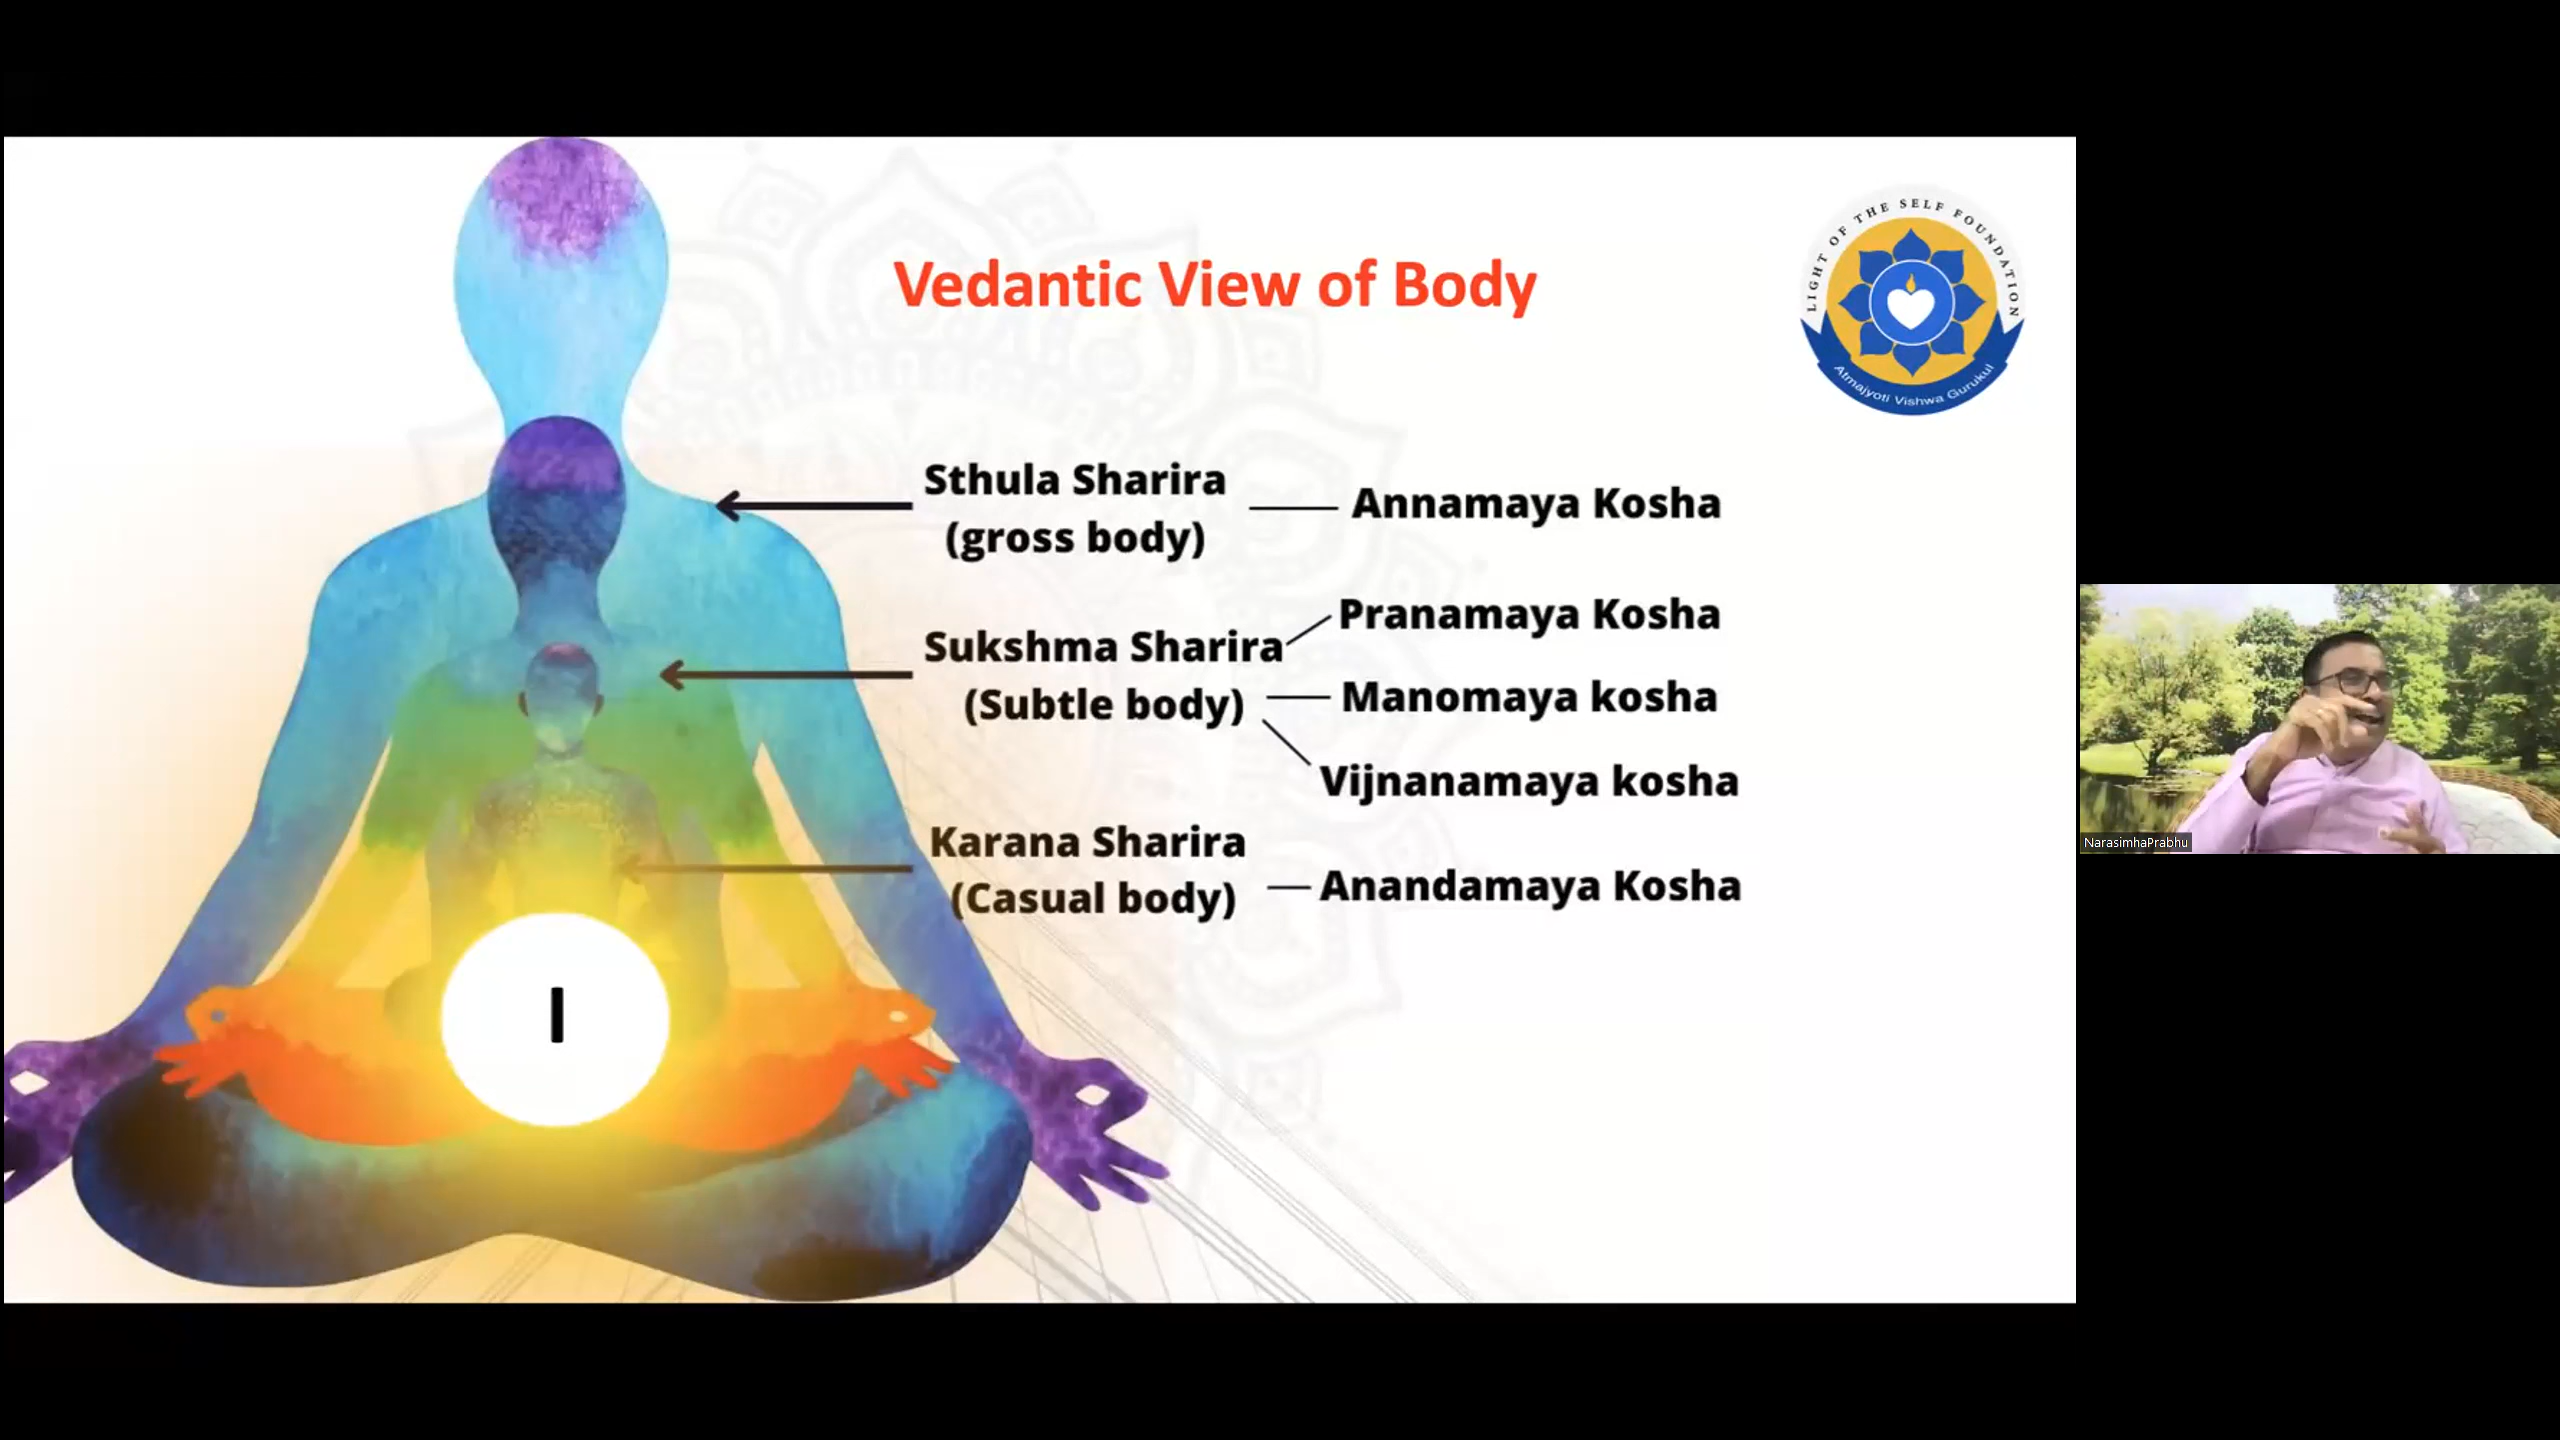 LIGHT OF THE SELF FOUNDATION
Atmajyoti Vishwa Gurukul
Vedantic View of Body
Sthula Sharira
(gross body)
Annamaya Kosha
Pranamaya Kosha
Sukshma Sharira
(Subtle body)
Manomaya kosha
Vijnanamaya kosha
Karana Sharira
(Casual body)
Anandamaya Kosha
I
NarasimhaPrabhu